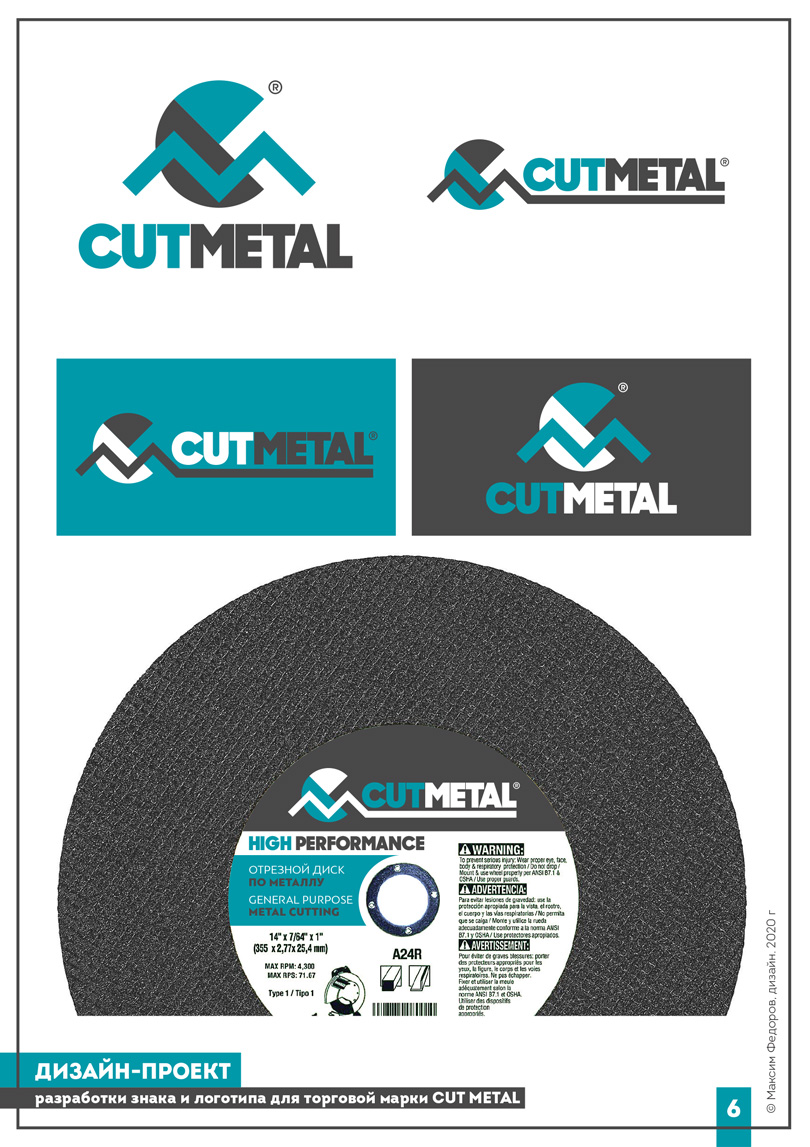 ®
CUTMETAL
CUTMETAL®
CUTMETAL®
®
CUTMETAL
CUTMETAL®
HIGH PERFORMANCE
ОТРЕЗНОЙ ДИСК
ПО МЕТАЛЛУ
GENERAL PURPOSE
METAL CUTTING
14" x 7/64" x 1"
(355 x 2,77x 25,4 mm)
MAX RPM: 4,300
MAX RPS: 71.67
Type 1 / Tipo 1
A24R
WARNING:
To prevent serious injury: Wear proper eye, face,
body & respiratory protection / Do not drop /
Mount & use wheel properly per ANSI B7.1 &
OSHA / Use proper guards.
ADVERTENCIA:
Para evitar lesiones de gravedad: use la
protección apropiada para la vista, el rostro,
el cuerpo y las vías respiratorias / No permita
que se caiga / Monte y utilice la rueda
adecuadamente conforme a la norma ANSI
B7.1 y OSHA / Use protectores apropiados.
AVERTISSEMENT:
Pour éviter de graves blessures: porter
des protecteurs appropriés pour les
yeux, la figure, le corps et les voies
respiratoires. Ne pas échapper.
Fixer et utiliser la meule
adéquatement selon la
norme ANSI B7.1 et OSHA.
Utiliser des dispositifs
de protection
appropriés.
ДИЗАЙН-ПРОЕКТ
разработки знака и логотипа для торговой марки CUT METAL
6
© Максим Федоров, дизайн. 2020 г